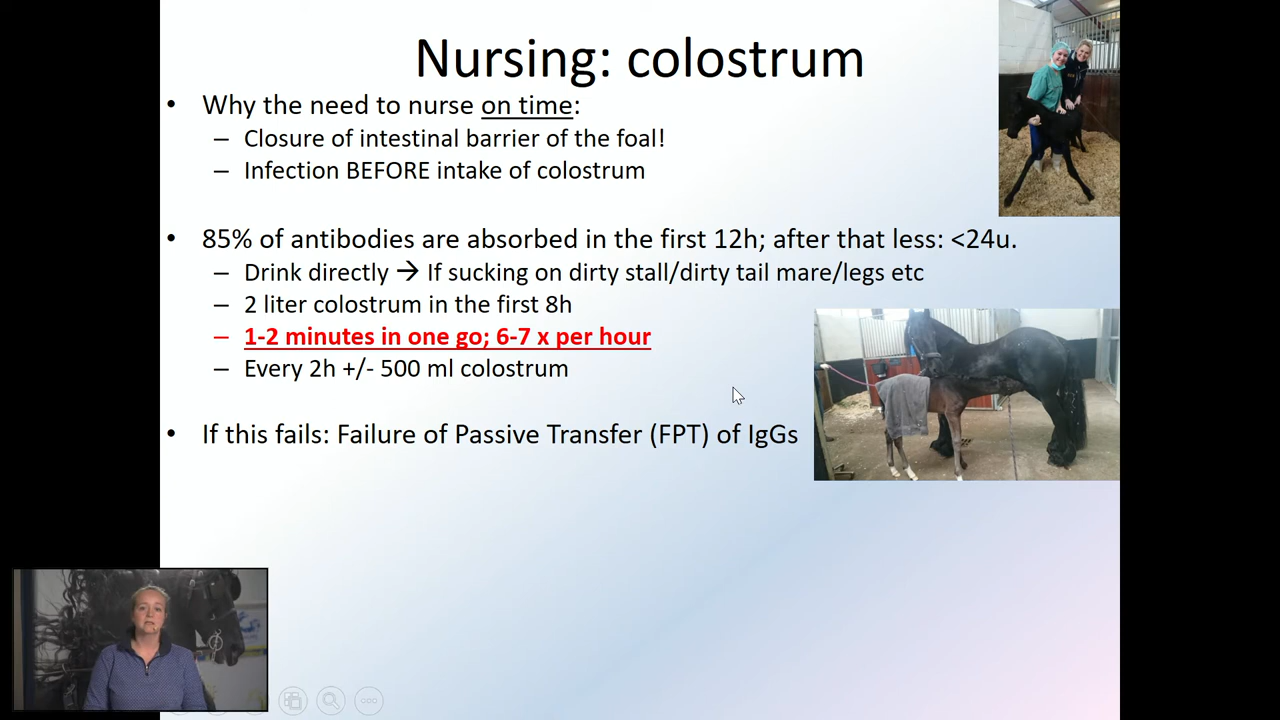 Nursing: colostrum
• Why the need to nurse on time:
– Closure of intestinal barrier of the foal!
– Infection BEFORE intake of colostrum
• 85% of antibodies are absorbed in the first 12h; after that less: <24u.
– Drink directly → If sucking on dirty stall/dirty tail mare/legs etc
– 2 liter colostrum in the first 8h
– 1-2 minutes in one go; 6-7 x per hour
– Every 2h +/- 500 ml colostrum
• If this fails: Failure of Passive Transfer (FPT) of IgGs